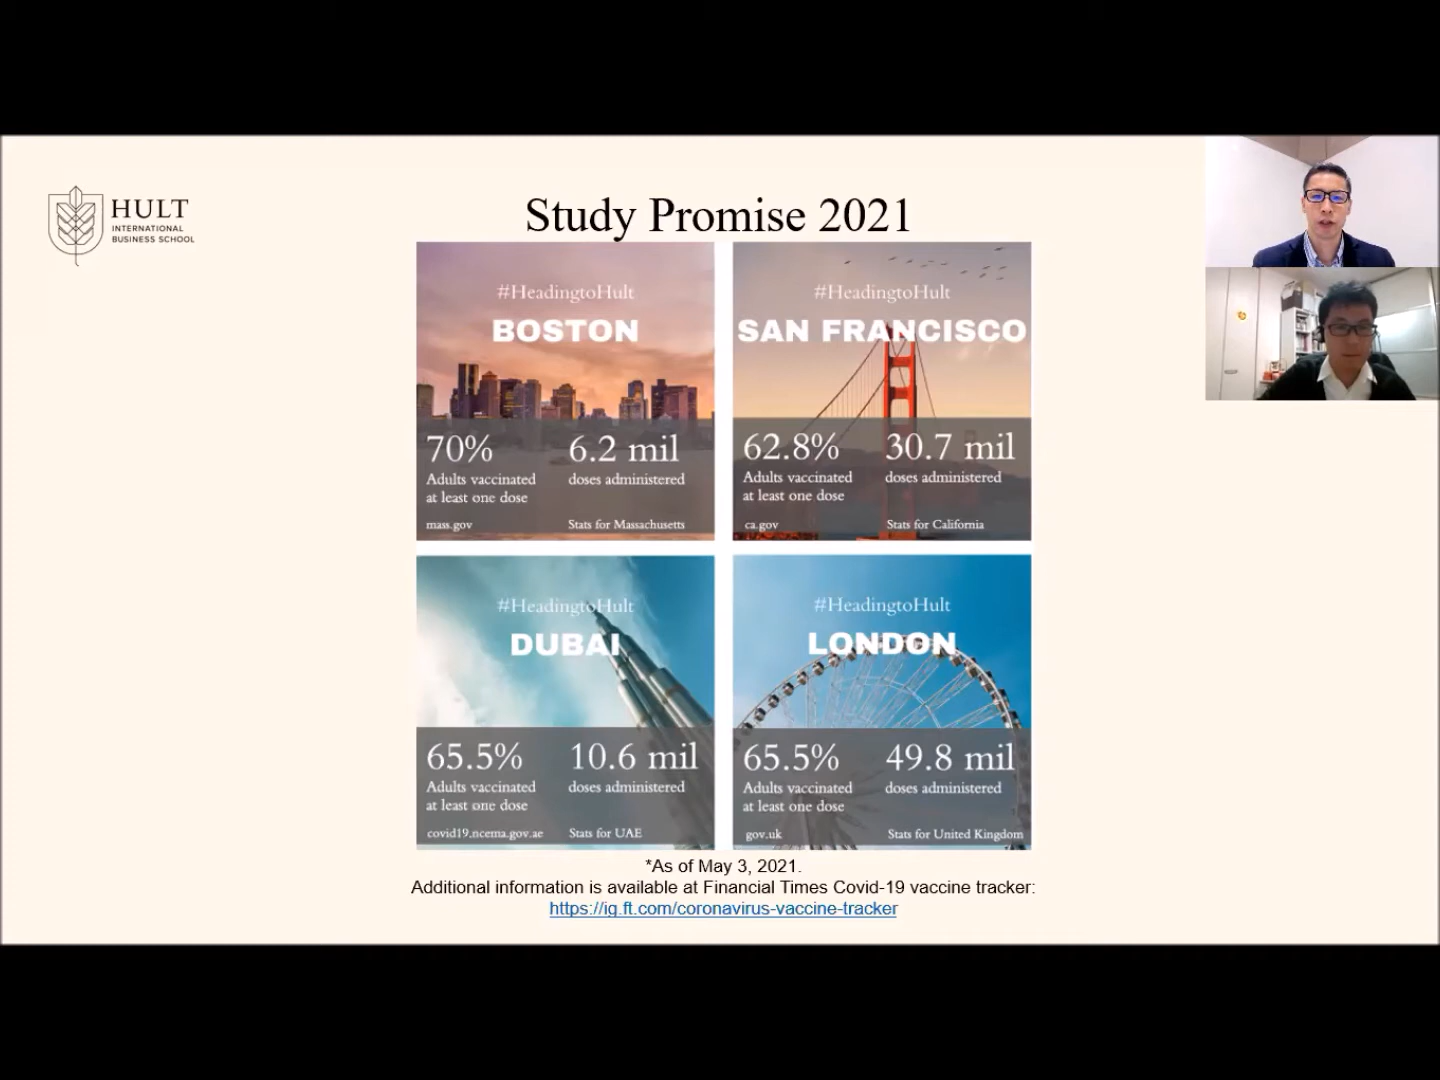 HULT
INTERNATIONAL
BUSINESS SCHOOL
Study Promise 2021
#HeadingtoHult
BOSTON
70%
Adults vaccinated
at least one dose
6.2 mil
doses administered
mass.gov
Stats for Massachusetts
#HeadingtoHult
SAN FRANCISCO
62.8%
Adults vaccinated
at least one dose
30.7 mil
doses administered
ca.gov
Stats for California
#HeadingtoHult
DUBAI
65.5%
Adults vaccinated
at least one dose
10.6 mil
doses administered
covid19.ncema.gov.ae
Stats for UAE
#HeadingtoHult
LONDON
65.5%
Adults vaccinated
at least one dose
49.8 mil
doses administered
gov.uk
Stats for United Kingdom
*As of May 3, 2021.
Additional information is available at Financial Times Covid-19 vaccine tracker:
https://ig.ft.com/coronavirus-vaccine-tracker